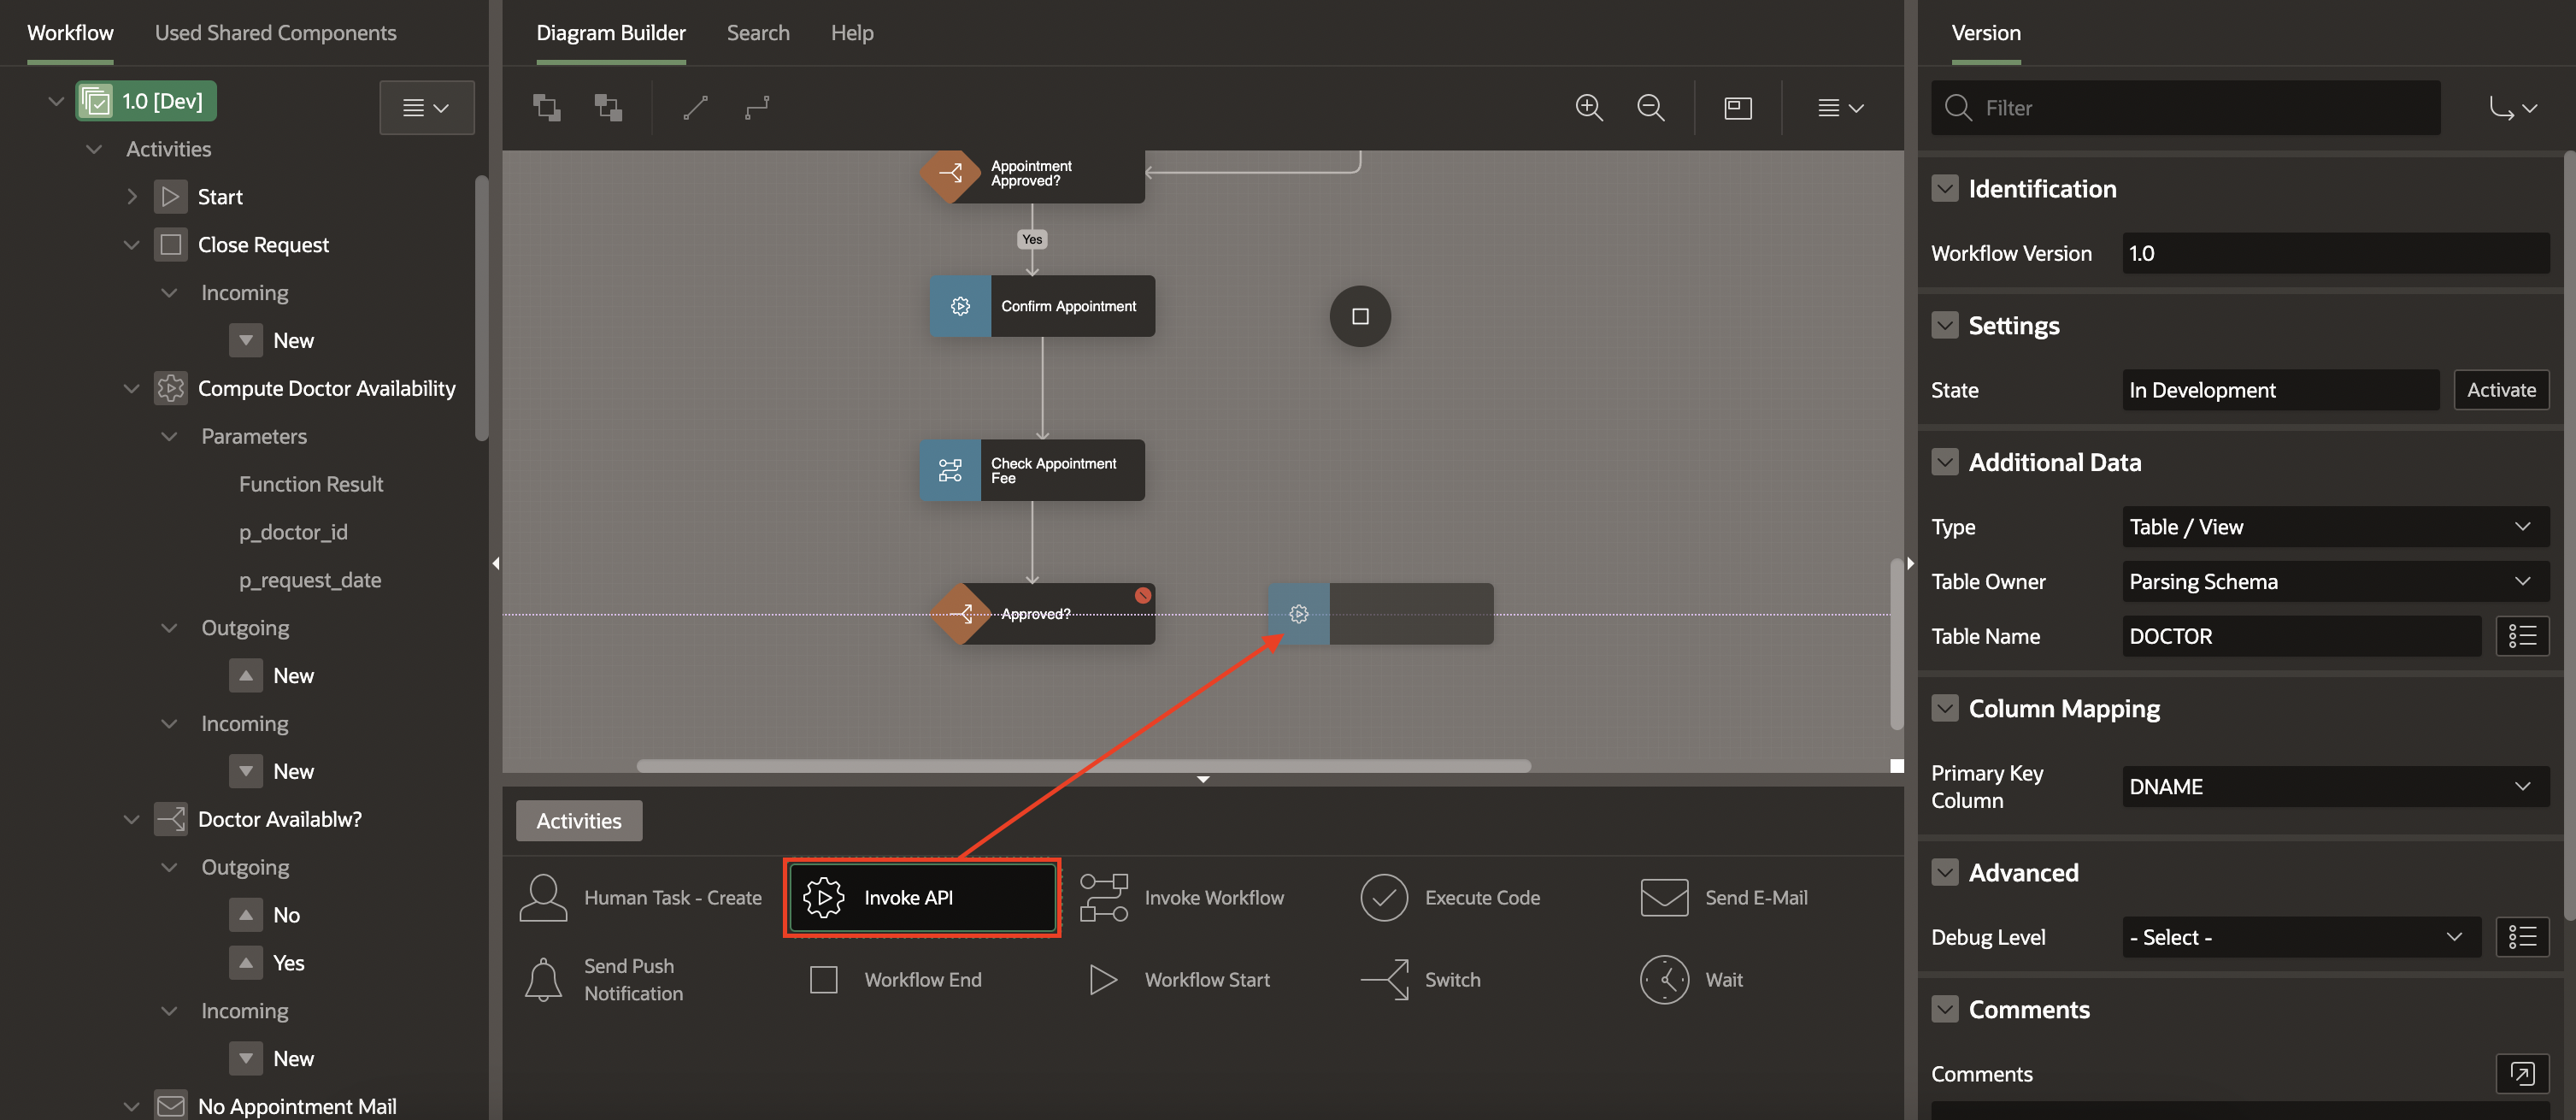 Workflow
Used Shared Components
1.0 [Dev]
Activities
Start
Close Request
Incoming
New
Compute Doctor Availability
Parameters
Function Result
p_doctor_id
p_request_date
Outgoing
New
Incoming
New
Doctor Availablw?
Outgoing
No
Yes
Incoming
New
No Appointment Mail
Diagram Builder
Search
Help
Appointment
Approved?
Yes
Confirm Appointment
Check Appointment
Fee
Approved?
Activities
Human Task - Create
Invoke API
Invoke Workflow
Execute Code
Send E-Mail
Send Push
Notification
Workflow End
Workflow Start
Switch
Wait
Version
Filter
Identification
Workflow Version
1.0
Settings
State
In Development
Activate
Additional Data
Type
Table / View
Table Owner
Parsing Schema
Table Name
DOCTOR
Column Mapping
Primary Key
Column
DNAME
Advanced
Debug Level
- Select -
Comments
Comments